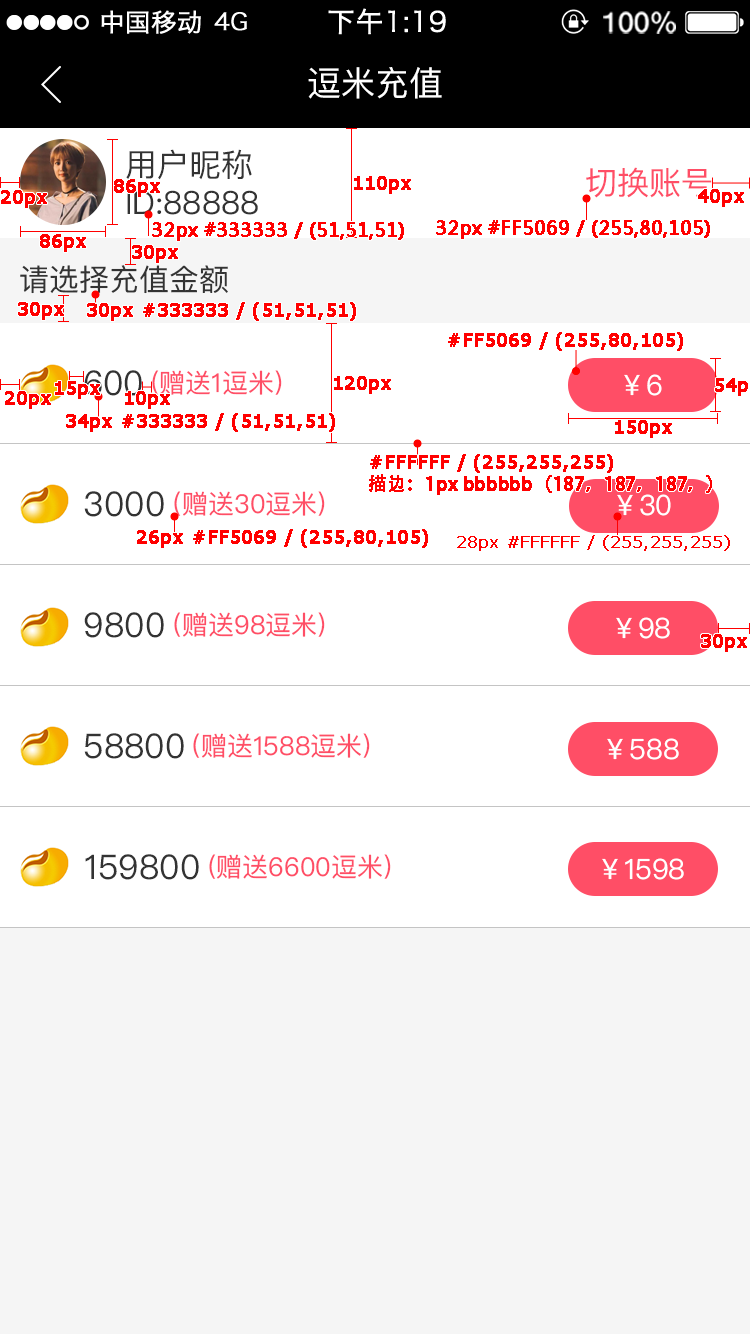 中国移动 4G 下午1:19 100%
逗米充值
用户昵称
86px
切换账号
110px
20px
40px
ID:88888
32px #333333 / (51,51,51)
32px #FF5069 / (255,80,105)
86px
30px
请选择充值金额
30px
30px #333333 / (51,51,51)
#FF5069 / (255,80,105)
600 (赠送1逗米)
120px
¥ 6
54p
15px
20px
10px
34px #333333 / (51,51,51)
150px
#FFFFFF / (255,255,255)
描边：1px bbbbbb（187，187，187，）
3000 (赠送30逗米)
¥ 30
26px #FF5069 / (255,80,105)
28px #FFFFFF / (255,255,255)
9800 (赠送98逗米)
¥ 98
30px
58800 (赠送1588逗米)
¥ 588
159800 (赠送6600逗米)
¥ 1598